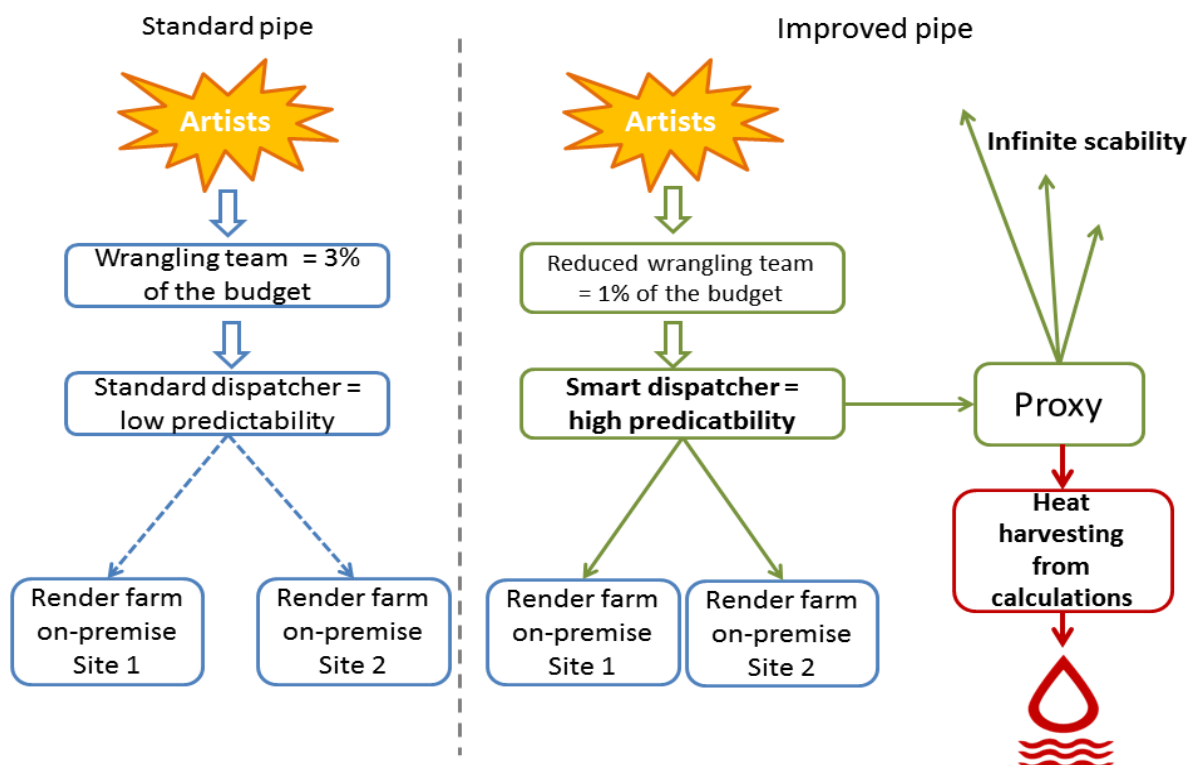 Standard pipe
Artists
Wrangling team  = 3%
of the budget
Standard dispatcher =
low predictability
Render farm
on-premise
Site 1
Render farm
on-premise
Site 2
Improved pipe
Artists
Reduced wrangling team
= 1% of the budget
Smart dispatcher =
high predicatbility
Render farm
on-premise
Site 1
Render farm
on-premise
Site 2
Infinite scability
Proxy
Heat
harvesting
from
calculations